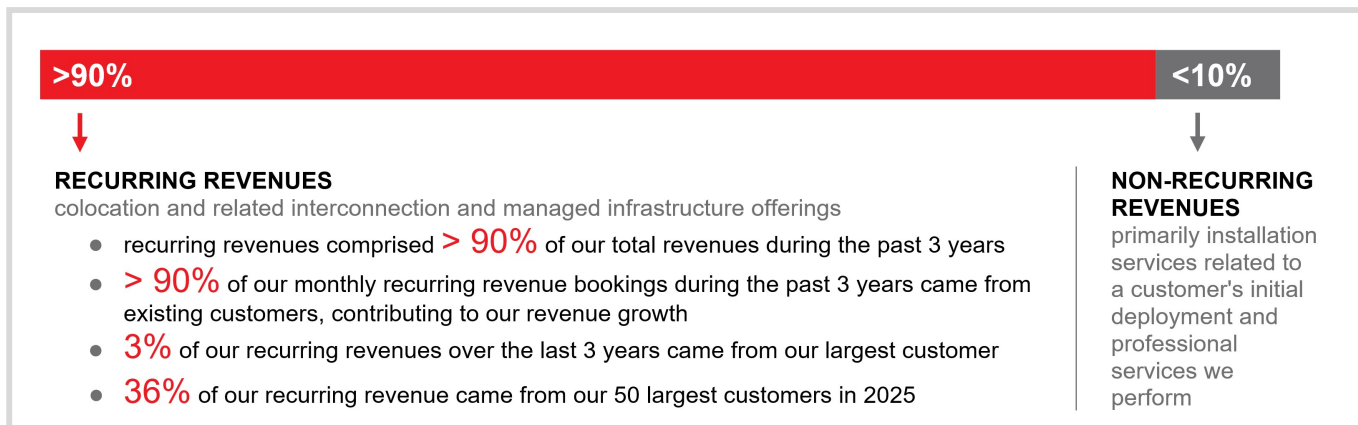 >90%
<10%
RECURRING REVENUES
colocation and related interconnection and managed infrastructure offerings
● recurring revenues comprised > 90% of our total revenues during the past 3 years
● > 90% of our monthly recurring revenue bookings during the past 3 years came from
existing customers, contributing to our revenue growth
● 3% of our recurring revenues over the last 3 years came from our largest customer
● 36% of our recurring revenue came from our 50 largest customers in 2025
NON-RECURRING
REVENUES
primarily installation
services related to
a customer's initial
deployment and
professional
services we
perform